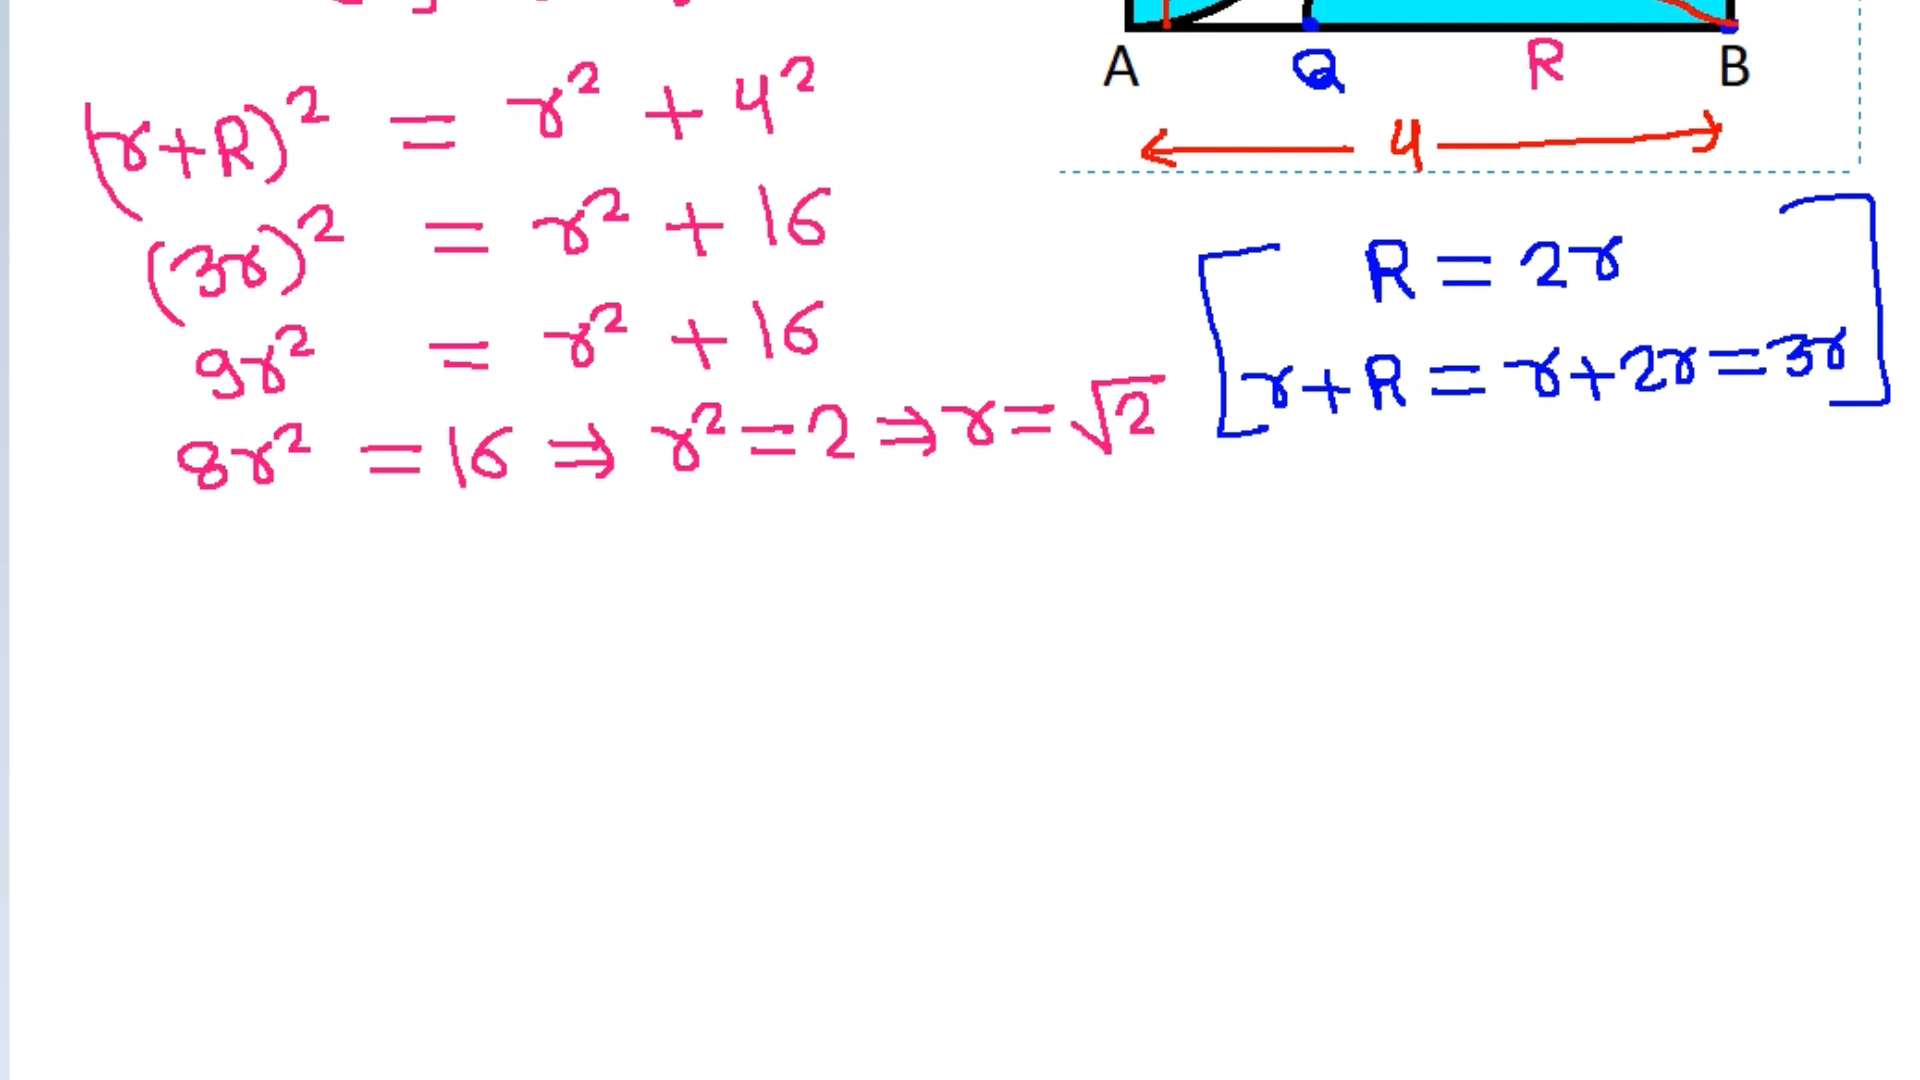 A Q R B
4
(r+R)² = r² + 4²
(3r)² = r² + 16
9r² = r² + 16
8r² = 16 ⇒ r² = 2 ⇒ r = √2
[ R = 2r
r + R = r + 2r = 3r ]